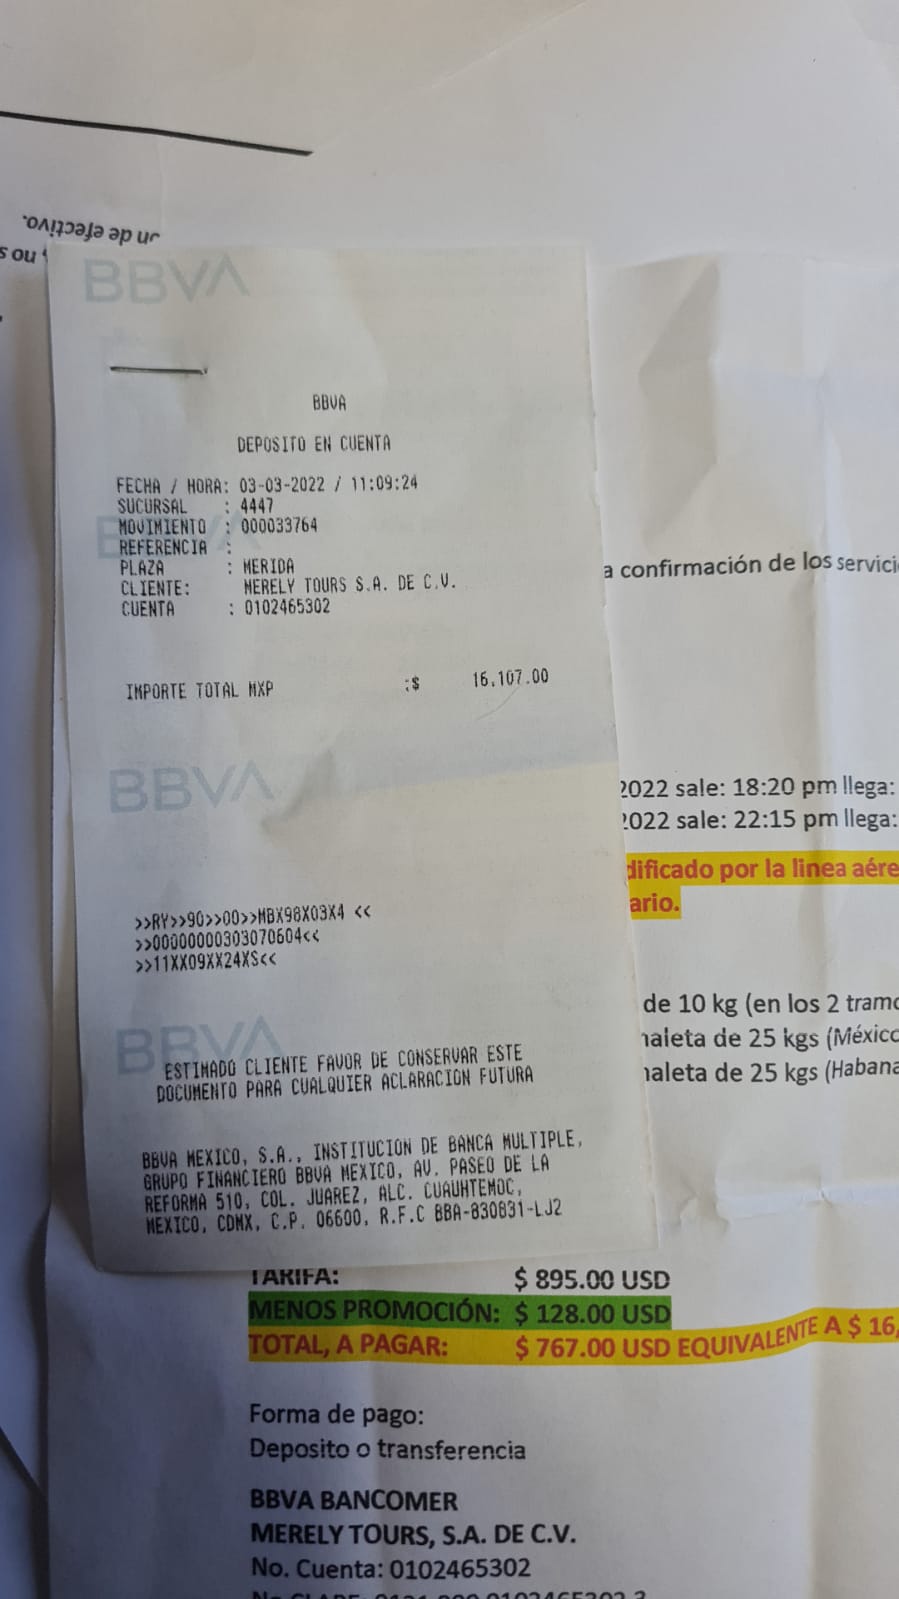 ón de efectivo.
, no s
BBVA
BBVA
DEPOSITO EN CUENTA
FECHA / HORA: 03-03-2022 / 11:09:24
SUCURSAL : 4447
MOVIMIENTO : 000033764
REFERENCIA :
PLAZA : MERIDA
CLIENTE: MERELY TOURS S.A. DE C.V.
CUENTA : 0102465302
IMPORTE TOTAL MXP :$ 16,107.00
BBVA
>>RY>>90>>00>>MBX98X03X4 <<
>>00000000303070604<<
>>11XX09XX24XS<<
BBVA
ESTIMADO CLIENTE FAVOR DE CONSERVAR ESTE
DOCUMENTO PARA CUALQUIER ACLARACION FUTURA
BBVA MEXICO, S.A., INSTITUCION DE BANCA MULTIPLE,
GRUPO FINANCIERO BBVA MEXICO, AV. PASEO DE LA
REFORMA 510, COL. JUAREZ, ALC. CUAUHTEMOC,
MEXICO, CDMX, C.P. 06600, R.F.C BBA-830831-LJ2
a confirmación de los servici
2022 sale: 18:20 pm llega:
2022 sale: 22:15 pm llega:
dificado por la linea aére
ario.
de 10 kg (en los 2 tramo
maleta de 25 kgs (México
maleta de 25 kgs (Habana
TARIFA: $ 895.00 USD
MENOS PROMOCIÓN: $ 128.00 USD
TOTAL, A PAGAR: $ 767.00 USD EQUIVALENTE A $ 16,
Forma de pago:
Deposito o transferencia
BBVA BANCOMER
MERELY TOURS, S.A. DE C.V.
No. Cuenta: 0102465302